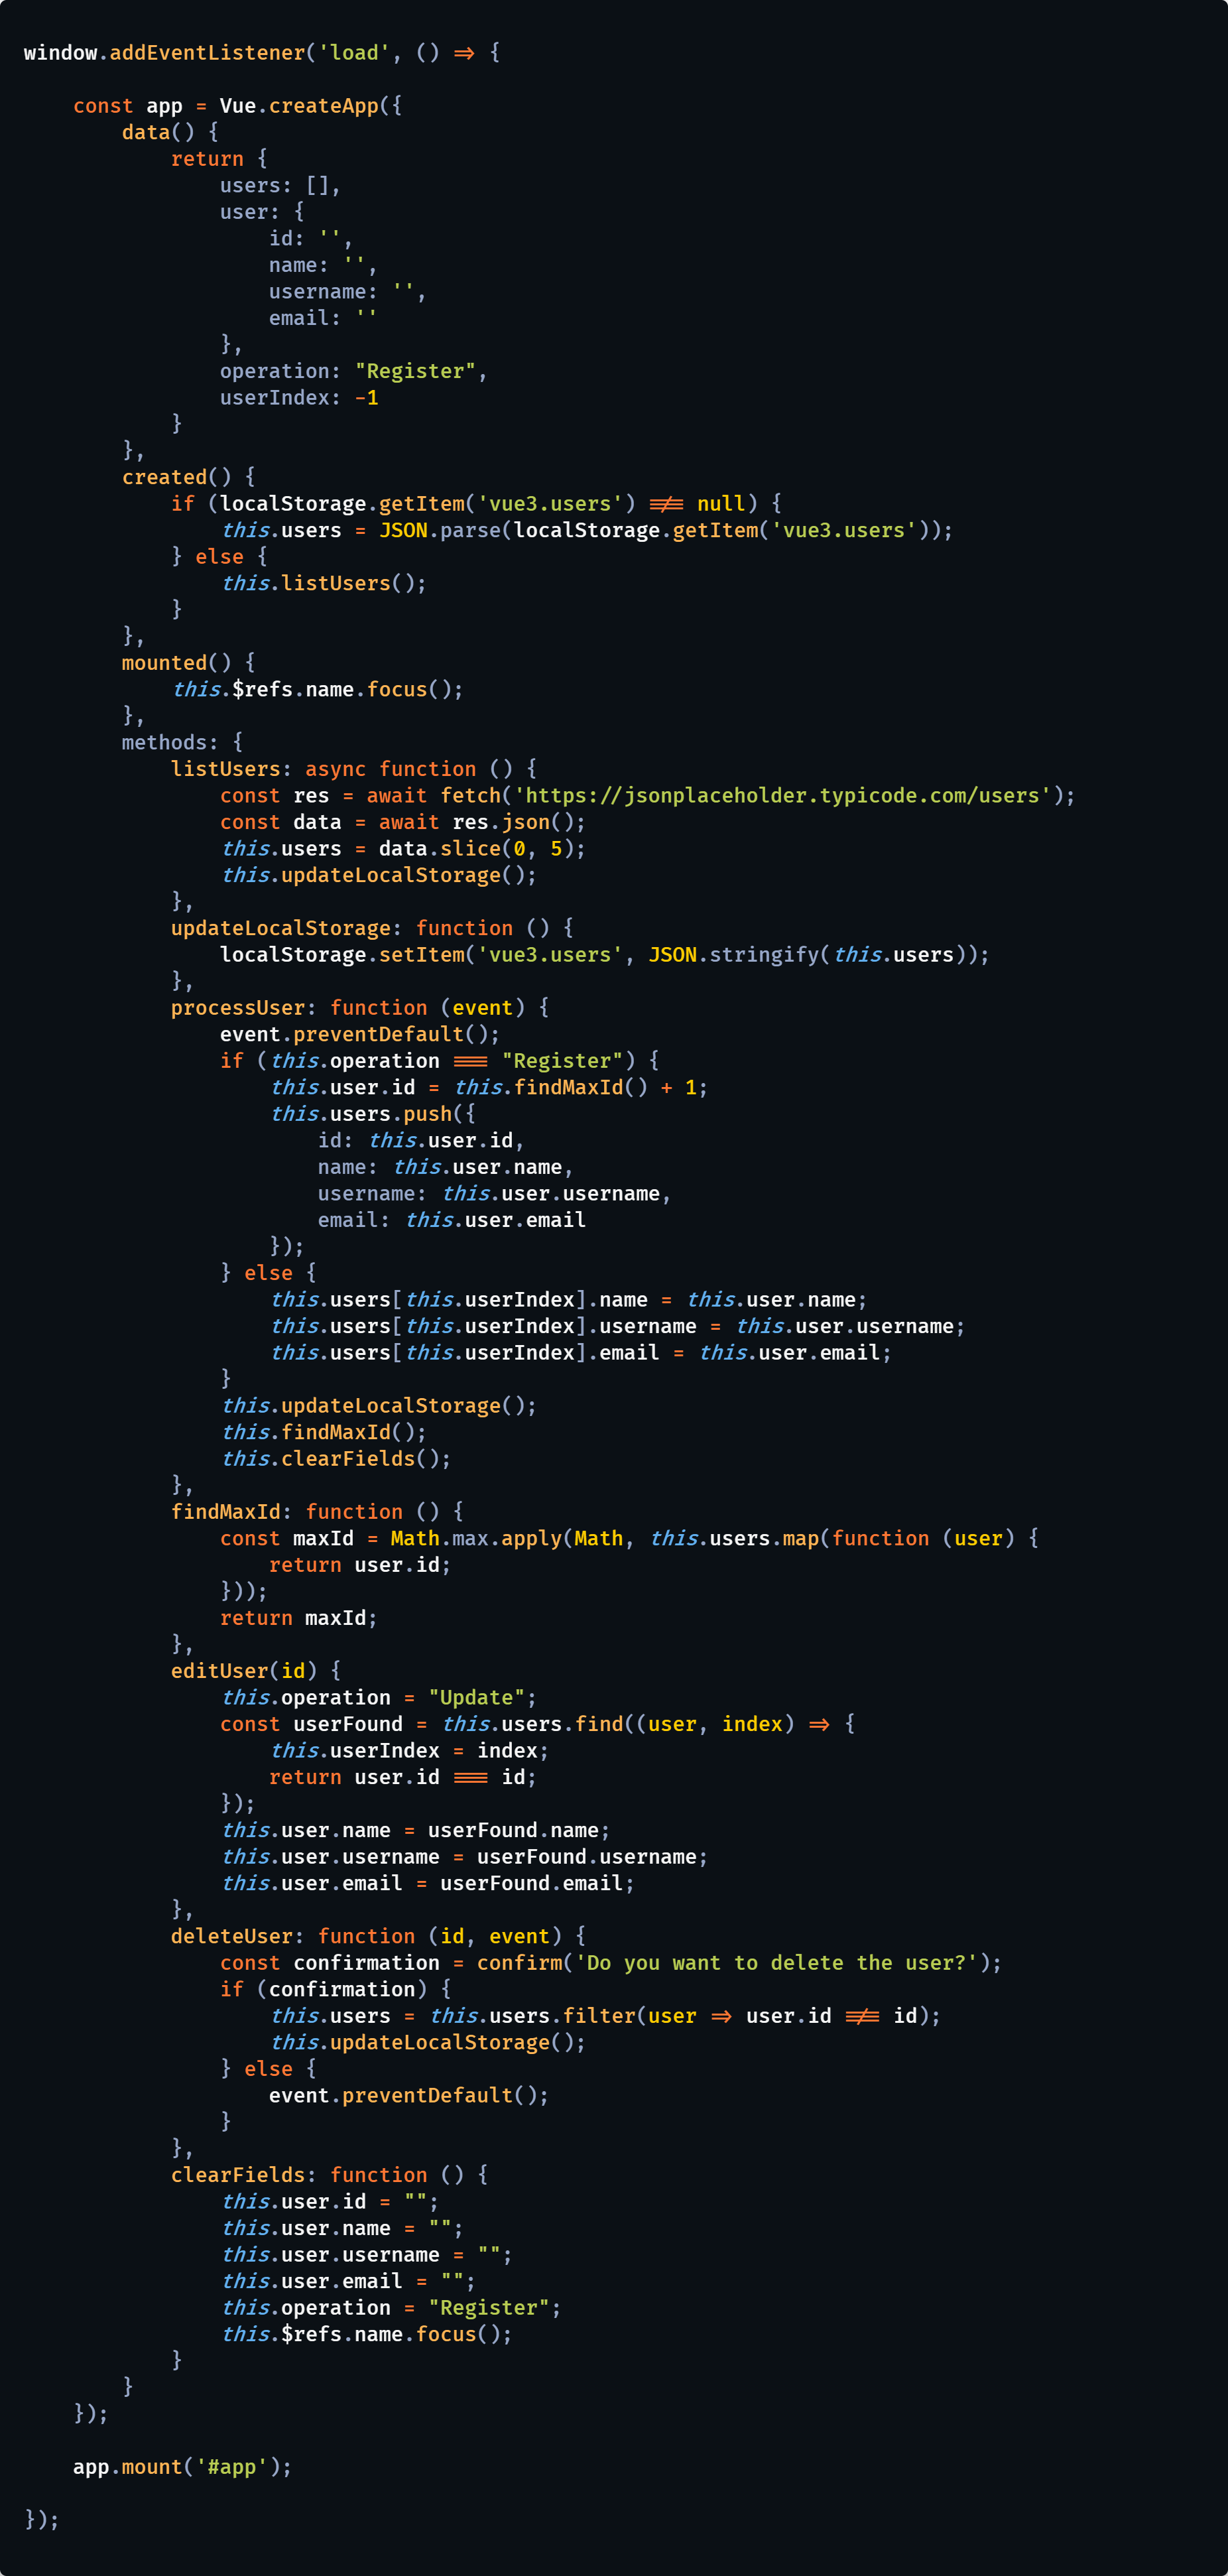 window.addEventListener('load', () => {

    const app = Vue.createApp({
        data() {
            return {
                users: [],
                user: {
                    id: '',
                    name: '',
                    username: '',
                    email: ''
                },
                operation: "Register",
                userIndex: -1
            }
        },
        created() {
            if (localStorage.getItem('vue3.users') !== null) {
                this.users = JSON.parse(localStorage.getItem('vue3.users'));
            } else {
                this.listUsers();
            }
        },
        mounted() {
            this.$refs.name.focus();
        },
        methods: {
            listUsers: async function () {
                const res = await fetch('https://jsonplaceholder.typicode.com/users');
                const data = await res.json();
                this.users = data.slice(0, 5);
                this.updateLocalStorage();
            },
            updateLocalStorage: function () {
                localStorage.setItem('vue3.users', JSON.stringify(this.users));
            },
            processUser: function (event) {
                event.preventDefault();
                if (this.operation === "Register") {
                    this.user.id = this.findMaxId() + 1;
                    this.users.push({
                        id: this.user.id,
                        name: this.user.name,
                        username: this.user.username,
                        email: this.user.email
                    });
                } else {
                    this.users[this.userIndex].name = this.user.name;
                    this.users[this.userIndex].username = this.user.username;
                    this.users[this.userIndex].email = this.user.email;
                }
                this.updateLocalStorage();
                this.findMaxId();
                this.clearFields();
            },
            findMaxId: function () {
                const maxId = Math.max.apply(Math, this.users.map(function (user) {
                    return user.id;
                }));
                return maxId;
            },
            editUser(id) {
                this.operation = "Update";
                const userFound = this.users.find((user, index) => {
                    this.userIndex = index;
                    return user.id === id;
                });
                this.user.name = userFound.name;
                this.user.username = userFound.username;
                this.user.email = userFound.email;
            },
            deleteUser: function (id, event) {
                const confirmation = confirm('Do you want to delete the user?');
                if (confirmation) {
                    this.users = this.users.filter(user => user.id !== id);
                    this.updateLocalStorage();
                } else {
                    event.preventDefault();
                }
            },
            clearFields: function () {
                this.user.id = "";
                this.user.name = "";
                this.user.username = "";
                this.user.email = "";
                this.operation = "Register";
                this.$refs.name.focus();
            }
        }
    });

    app.mount('#app');

});